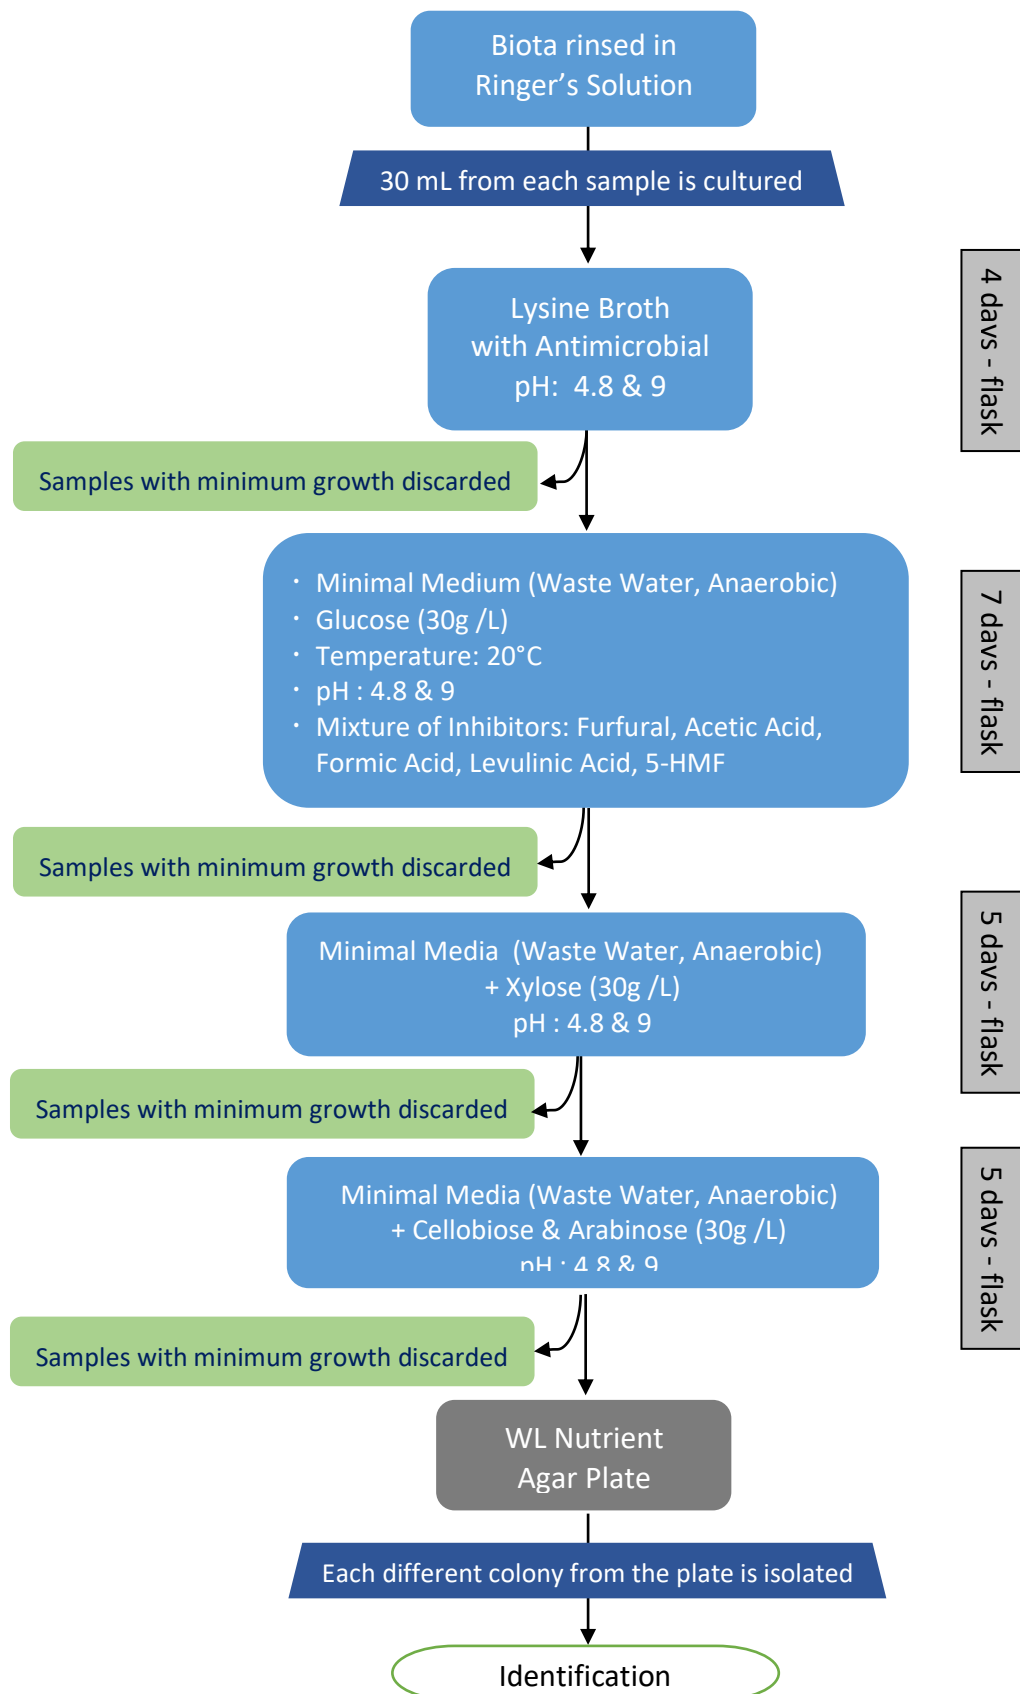 Biota rinsed in
Ringer's Solution
30 mL from each sample is cultured
4 days - flask
Lysine Broth
with Antimicrobial
pH:  4.8 & 9
Samples with minimum growth discarded
7 days - flask
· Minimal Medium (Waste Water, Anaerobic)
· Glucose (30g /L)
· Temperature: 20°C
· pH : 4.8 & 9
· Mixture of Inhibitors: Furfural, Acetic Acid,
Formic Acid, Levulinic Acid, 5-HMF
Samples with minimum growth discarded
5 days - flask
Minimal Media  (Waste Water, Anaerobic)
+ Xylose (30g /L)
pH : 4.8 & 9
Samples with minimum growth discarded
5 days - flask
Minimal Media (Waste Water, Anaerobic)
+ Cellobiose & Arabinose (30g /L)
pH : 4.8 & 9
Samples with minimum growth discarded
WL Nutrient
Agar Plate
Each different colony from the plate is isolated
Identification